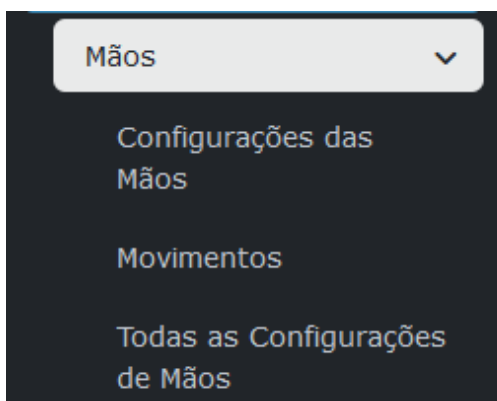 Mãos
Configurações das
Mãos
Movimentos
Todas as Configurações
de Mãos